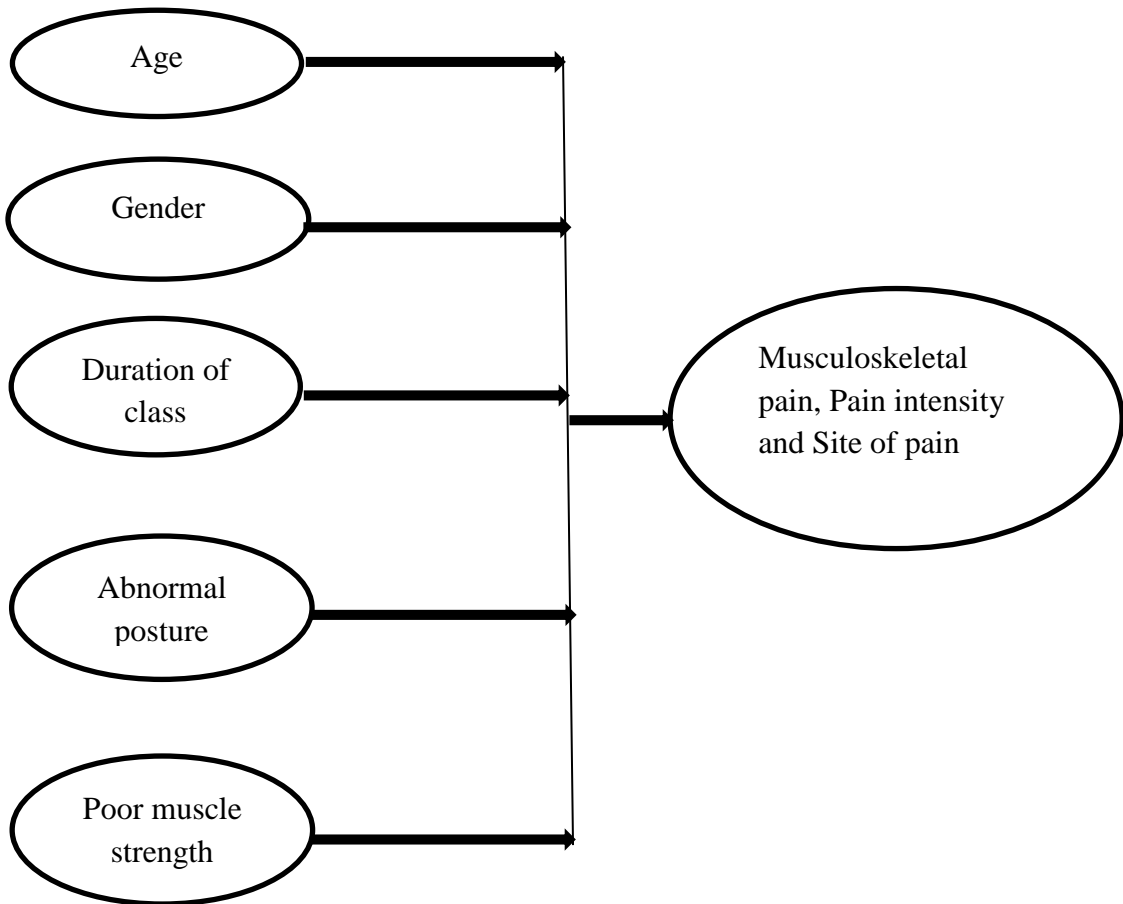 Age
Gender
Duration of
class
Musculoskeletal
pain, Pain intensity
and Site of pain
Abnormal
posture
Poor muscle
strength